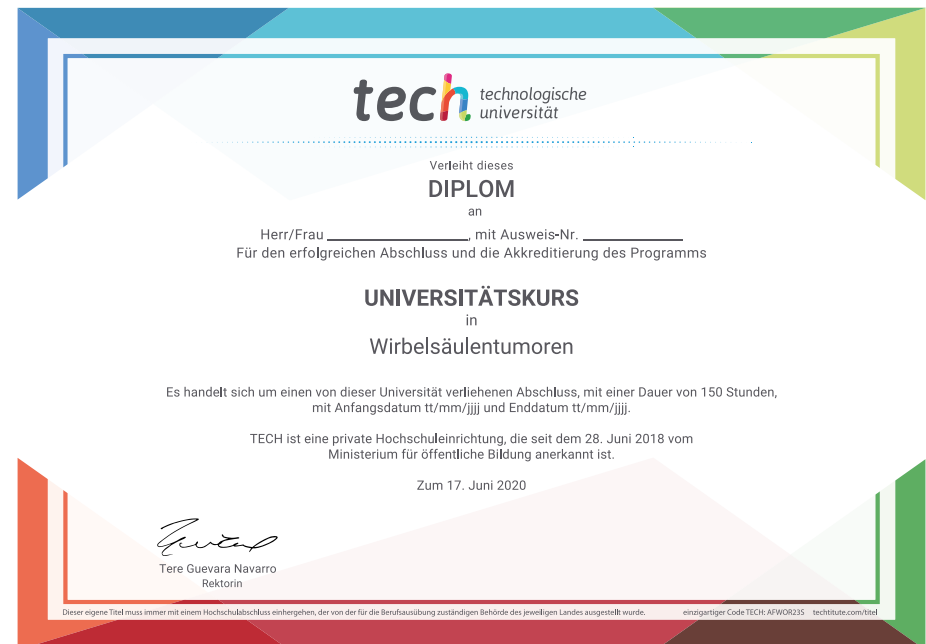 tech technologische
universität
Verleiht dieses
DIPLOM
an
Herr/Frau ____________, mit Ausweis-Nr. ____________
Für den erfolgreichen Abschluss und die Akkreditierung des Programms
UNIVERSITÄTSKURS
in
Wirbelsäulentumoren
Es handelt sich um einen von dieser Universität verliehenen Abschluss, mit einer Dauer von 150 Stunden,
mit Anfangsdatum tt/mm/jjjj und Enddatum tt/mm/jjjj.
TECH ist eine private Hochschuleinrichtung, die seit dem 28. Juni 2018 vom
Ministerium für öffentliche Bildung anerkannt ist.
Zum 17. Juni 2020
Tere Guevara Navarro
Rektorin
Dieser eigene Titel muss immer mit einem Hochschulabschluss einhergehen, der von der für die Berufsausübung zuständigen Behörde des jeweiligen Landes ausgestellt wurde. einzigartiger Code TECH: AFWOR23S techtitute.com/titel